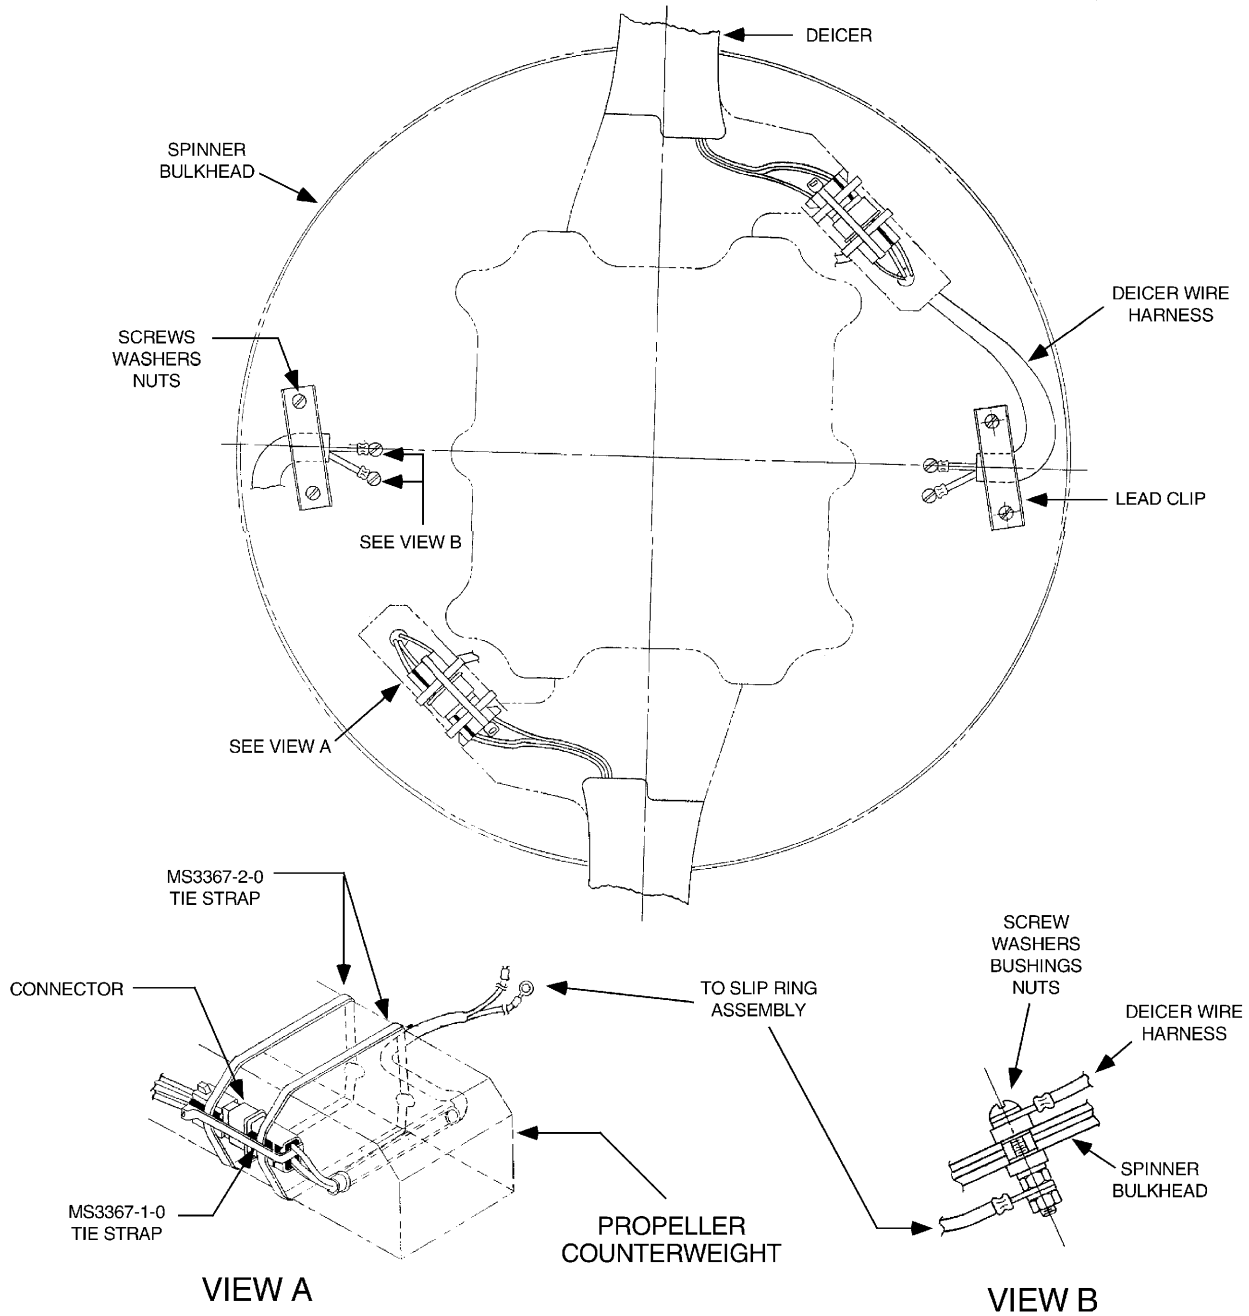 DEICER
SPINNER
BULKHEAD
DEICER WIRE
HARNESS
SCREWS
WASHERS
NUTS
LEAD CLIP
SEE VIEW B
SEE VIEW A
MS3367-2-0
TIE STRAP
CONNECTOR
TO SLIP RING
ASSEMBLY
SCREW
WASHERS
BUSHINGS
NUTS
DEICER WIRE
HARNESS
SPINNER
BULKHEAD
MS3367-1-0
TIE STRAP
PROPELLER
COUNTERWEIGHT
VIEW A
VIEW B